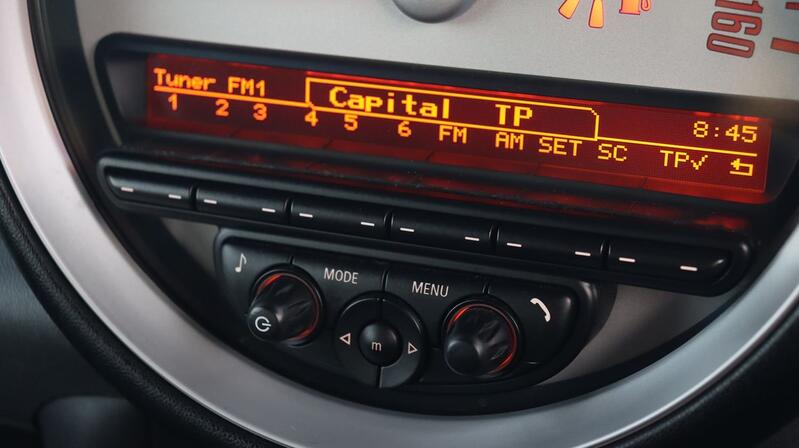 160
Tuner FM1 Capital TP 8:45
1 2 3 4 5 6 FM AM SET SC TP✓
MODE MENU
m